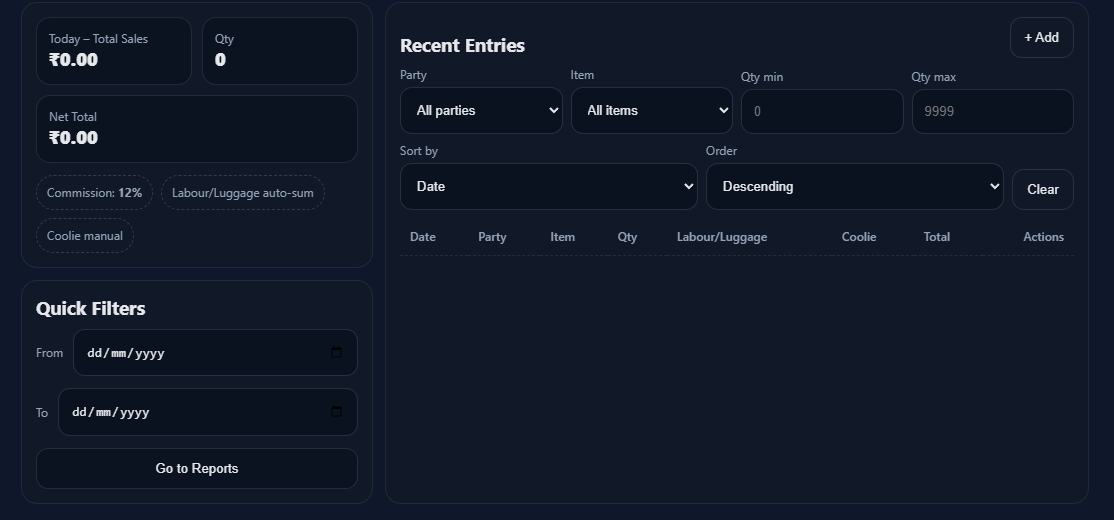 Today – Total Sales
₹0.00
Qty
0
Net Total
₹0.00
Commission: 12%
Labour/Luggage auto-sum
Coolie manual
Quick Filters
From
dd/mm/yyyy
To
dd/mm/yyyy
Go to Reports
Recent Entries
+ Add
Party
Item
Qty min
Qty max
All parties
All items
0
9999
Sort by
Order
Date
Descending
Clear
Date Party Item Qty Labour/Luggage Coolie Total Actions